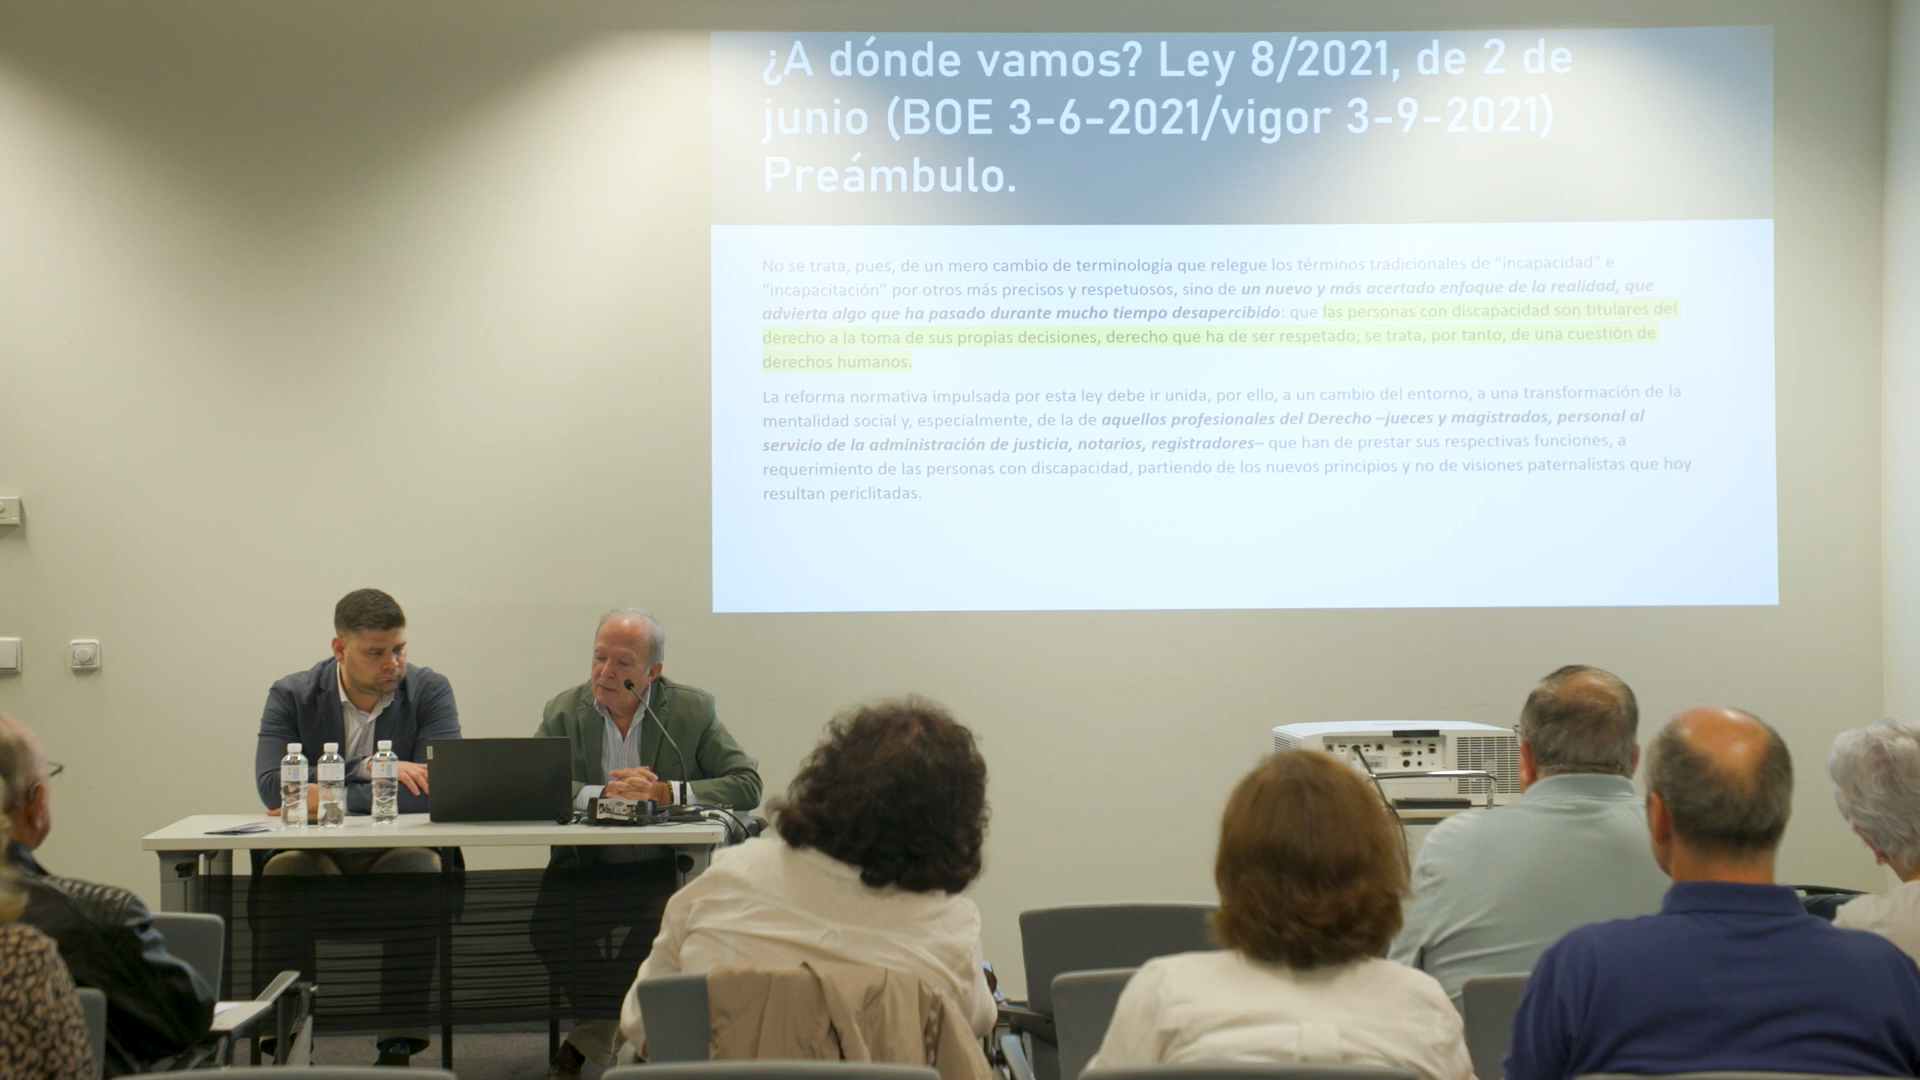 ¿A dónde vamos? Ley 8/2021, de 2 de
junio (BOE 3-6-2021/vigor 3-9-2021)
Preámbulo.
No se trata, pues, de un mero cambio de terminología que relegue los términos tradicionales de “incapacidad” e
“incapacitación” por otros más precisos y respetuosos, sino de un nuevo y más acertado enfoque de la realidad, que
advierta algo que ha pasado durante mucho tiempo desapercibido: que las personas con discapacidad son titulares del
derecho a la toma de sus propias decisiones, derecho que ha de ser respetado; se trata, por tanto, de una cuestión de
derechos humanos.
La reforma normativa impulsada por esta ley debe ir unida, por ello, a un cambio del entorno, a una transformación de la
mentalidad social y, especialmente, de la de aquellos profesionales del Derecho –jueces y magistrados, personal al
servicio de la administración de justicia, notarios, registradores– que han de prestar sus respectivas funciones, a
requerimiento de las personas con discapacidad, partiendo de los nuevos principios y no de visiones paternalistas que hoy
resultan periclitadas.